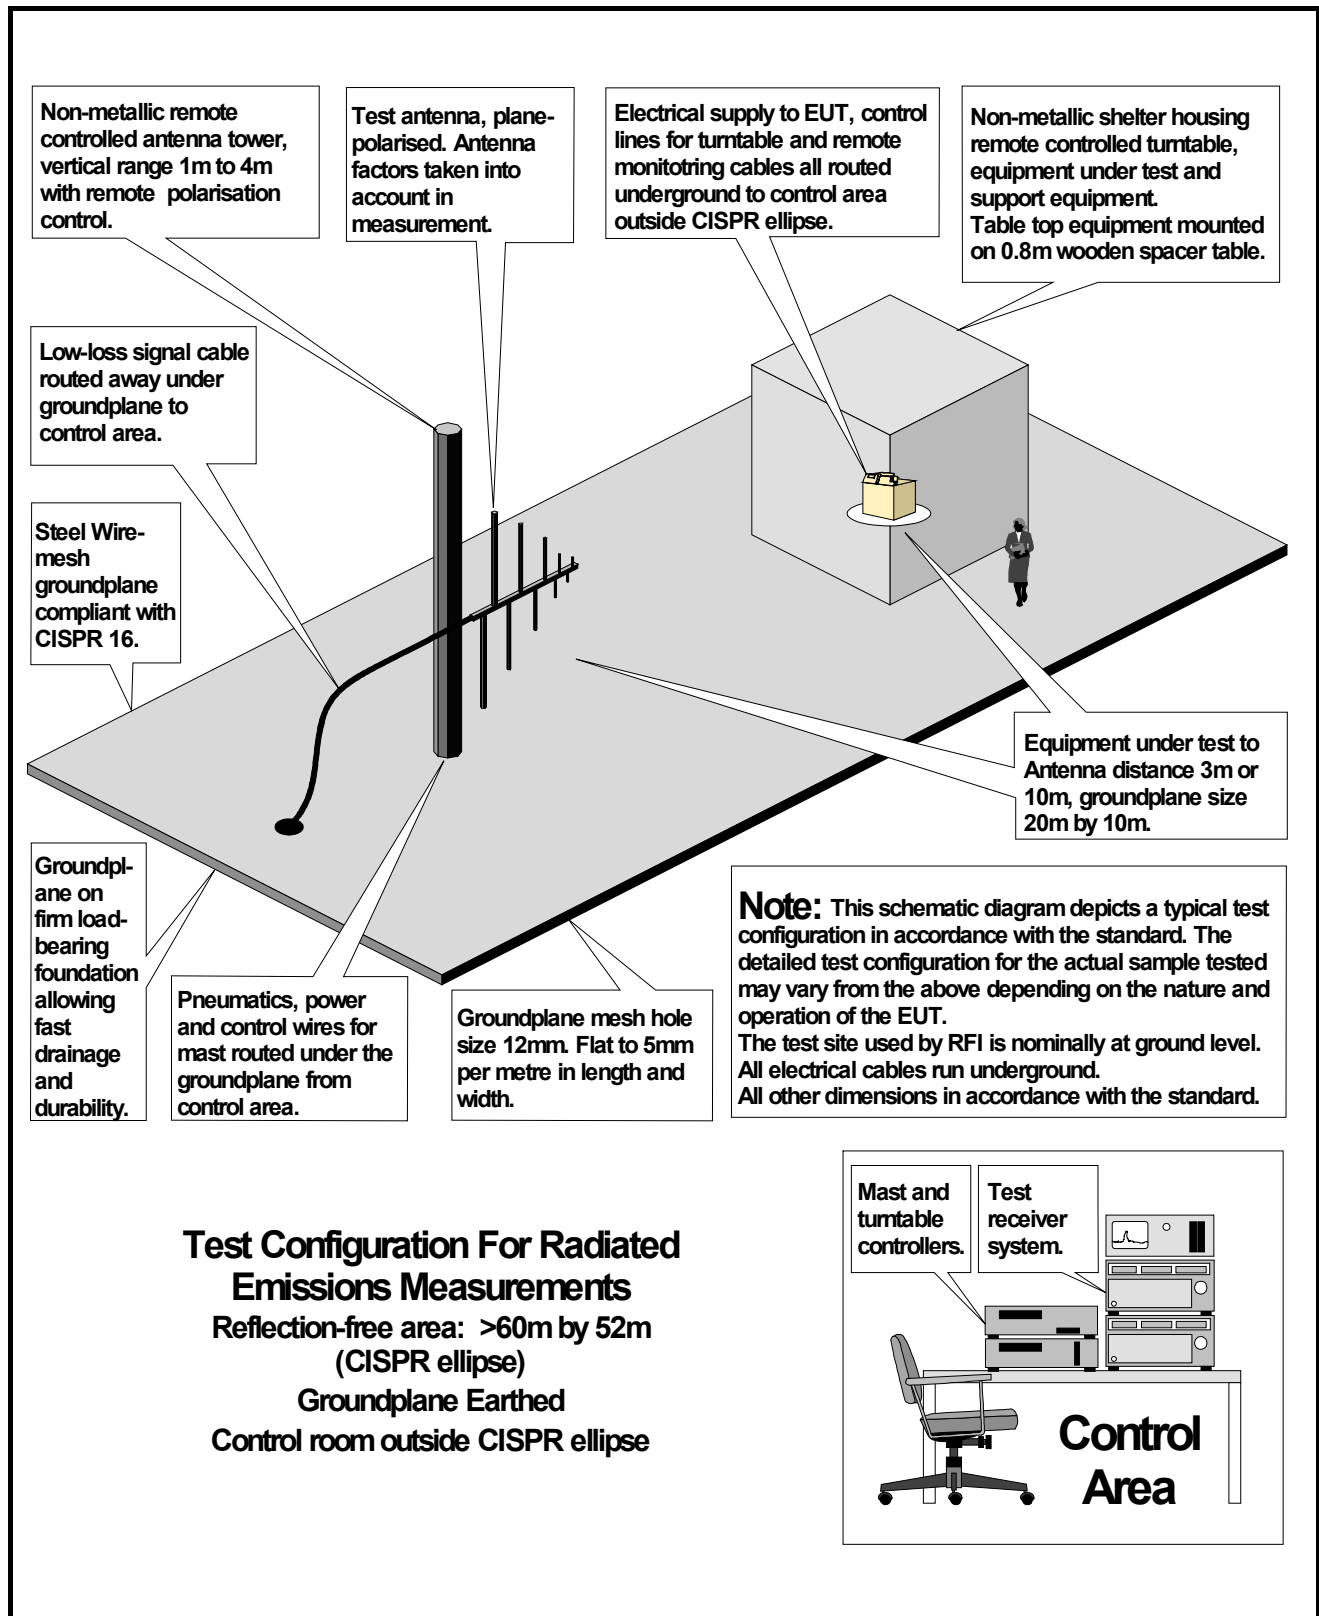 Non-metallic remote
controlled antenna tower,
vertical range 1m to 4m
with remote polarisation
control.
Test antenna, plane-
polarised. Antenna
factors taken into
account in
measurement.
Electrical supply to EUT, control
lines for turntable and remote
monitotring cables all routed
underground to control area
outside CISPR ellipse.
Non-metallic shelter housing
remote controlled turntable,
equipment under test and
support equipment.
Table top equipment mounted
on 0.8m wooden spacer table.
Low-loss signal cable
routed away under
groundplane to
control area.
Steel Wire-
mesh
groundplane
compliant with
CISPR 16.
Equipment under test to
Antenna distance 3m or
10m, groundplane size
20m by 10m.
Groundpl-
ane on
firm load-
bearing
foundation
allowing
fast
drainage
and
durability.
Pneumatics, power
and control wires for
mast routed under the
groundplane from
control area.
Groundplane mesh hole
size 12mm. Flat to 5mm
per metre in length and
width.
Note: This schematic diagram depicts a typical test
configuration in accordance with the standard. The
detailed test configuration for the actual sample tested
may vary from the above depending on the nature and
operation of the EUT.
The test site used by RFI is nominally at ground level.
All electrical cables run underground.
All other dimensions in accordance with the standard.
Test Configuration For Radiated
Emissions Measurements
Reflection-free area: >60m by 52m
(CISPR ellipse)
Groundplane Earthed
Control room outside CISPR ellipse
Mast and
turntable
controllers.
Test
receiver
system.
Control
Area